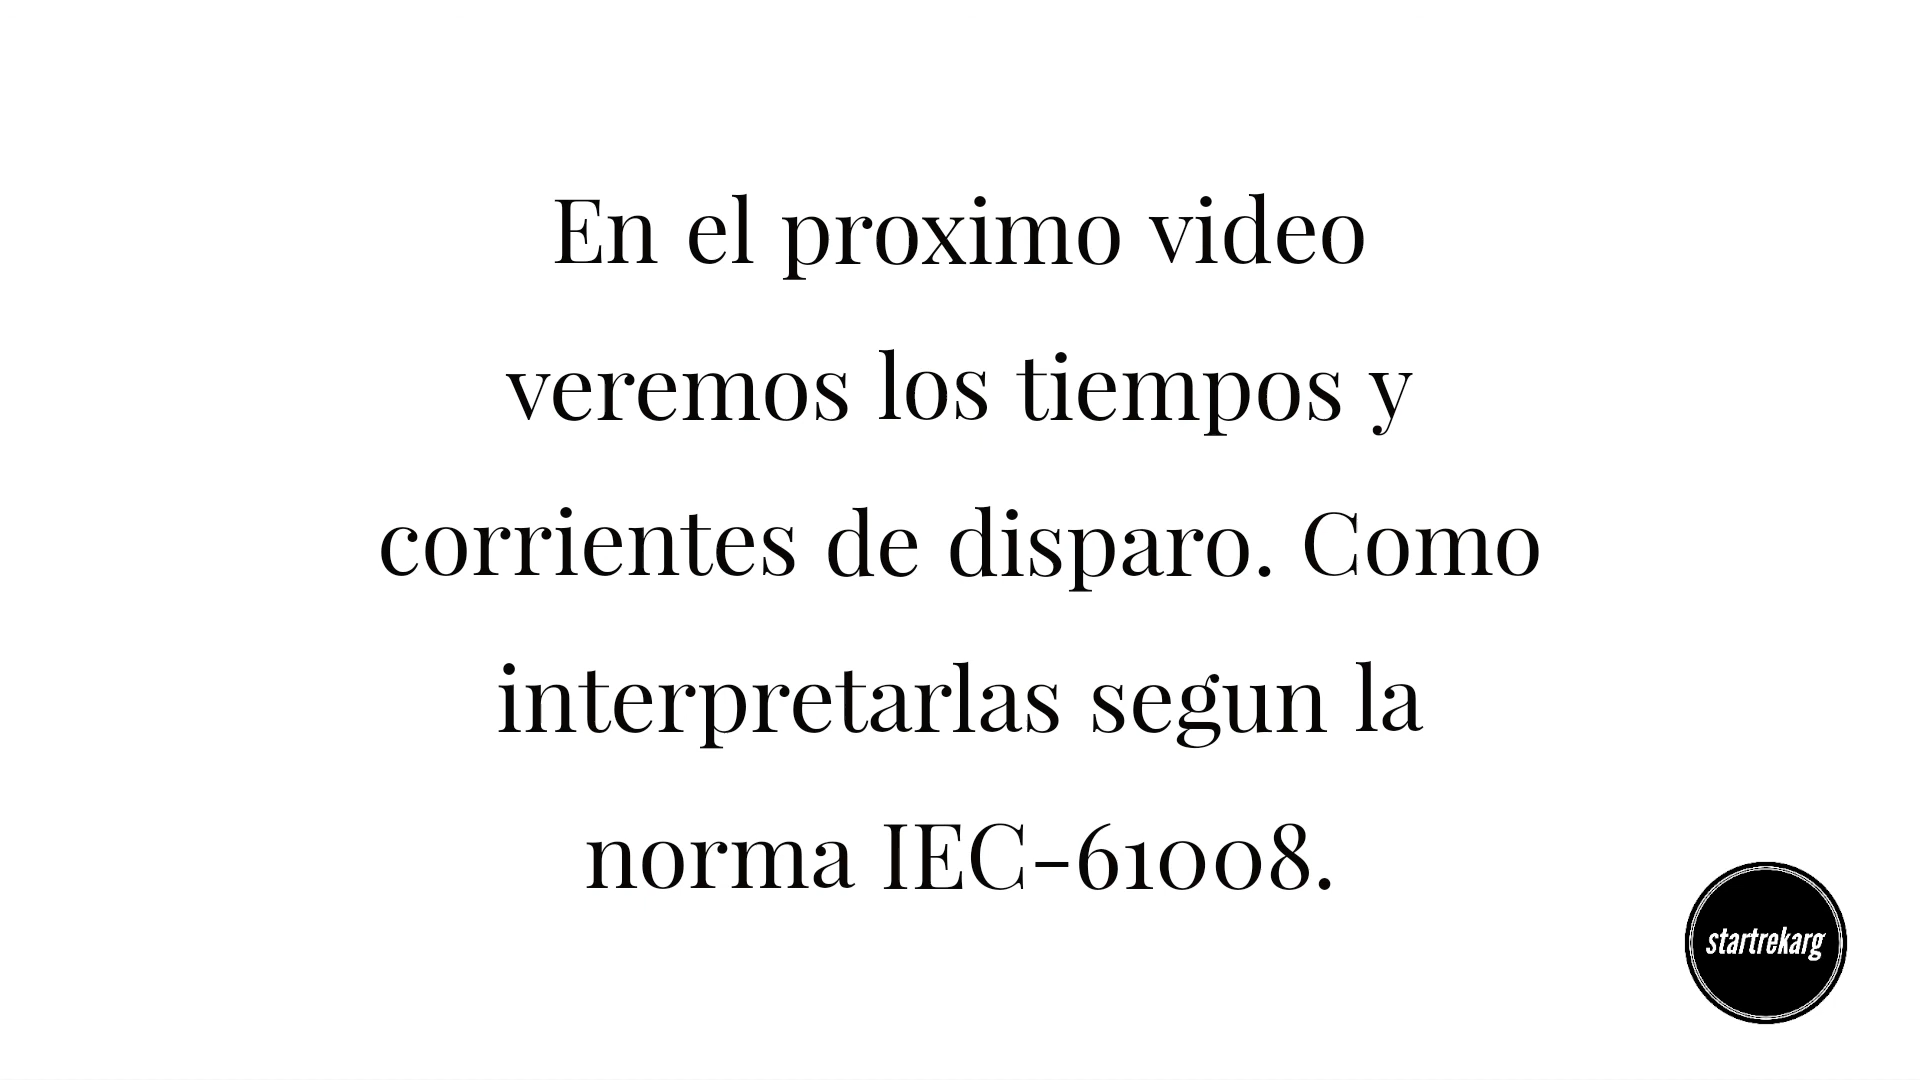 En el proximo video
veremos los tiempos y
corrientes de disparo. Como
interpretarlas segun la
norma IEC-61008.
startrekarg